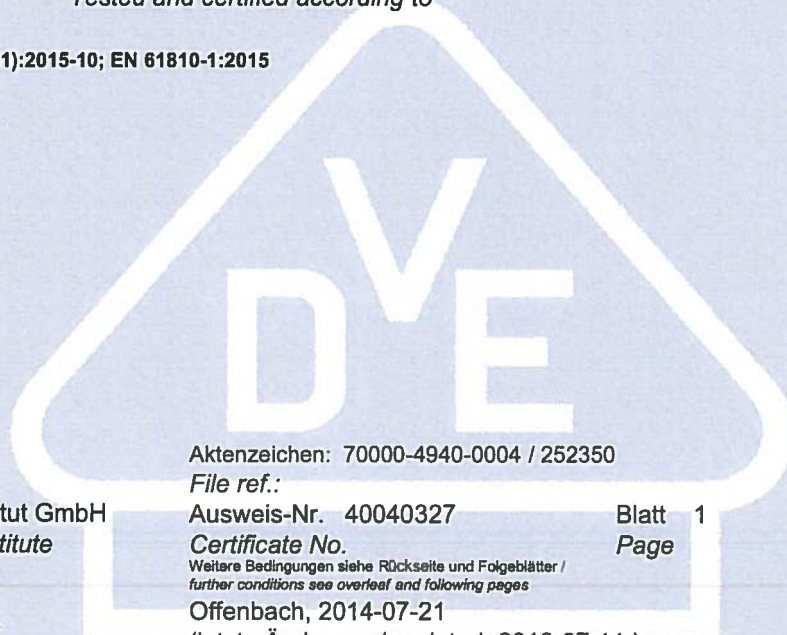 Tested and certified according to
1):2015-10; EN 61810-1:2015
V
D E
Aktenzeichen: 70000-4940-0004 / 252350
File ref.:
tut GmbH Ausweis-Nr. 40040327 Blatt 1
titute Certificate No. Page
Weitere Bedingungen siehe Rückseite und Folgeblätter /
further conditions see overleaf and following pages
Offenbach, 2014-07-21